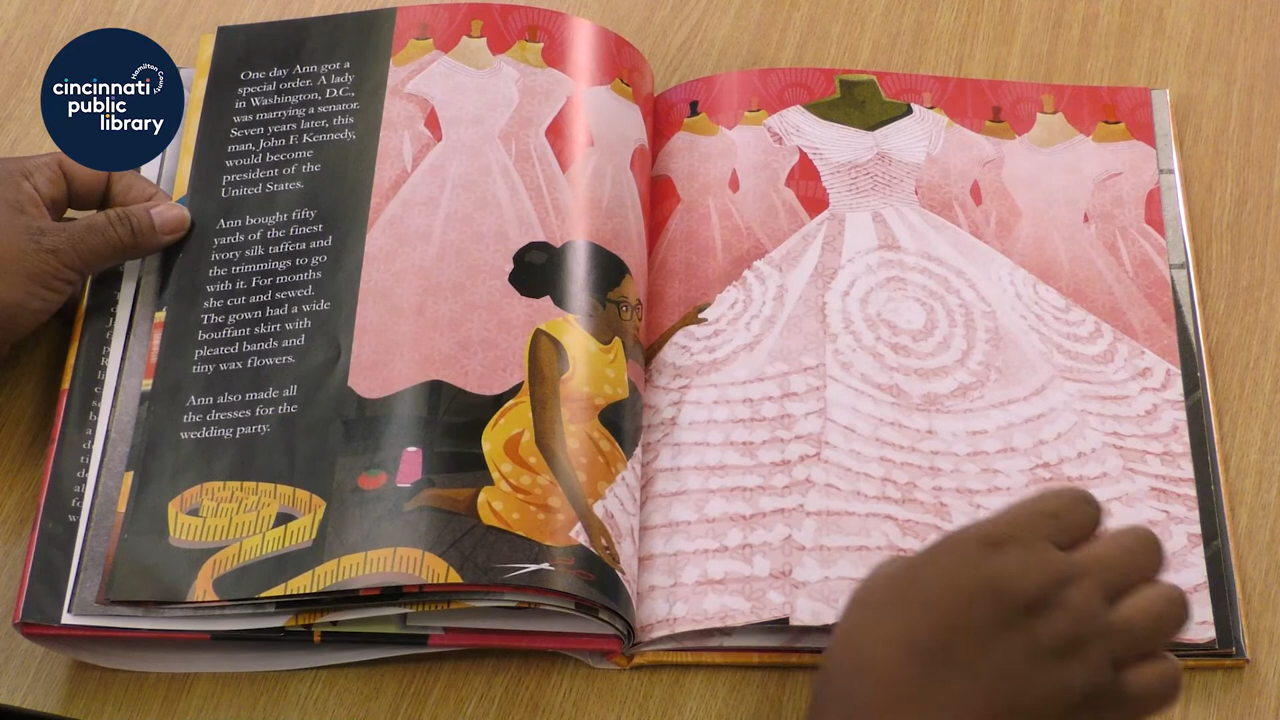 cincinnati
public
library
Hamilton County
One day Ann got a
special order. A lady
in Washington, D.C.,
was marrying a senator.
Seven years later, this
man, John F. Kennedy,
would become
president of the
United States.
Ann bought fifty
yards of the finest
ivory silk taffeta and
the trimmings to go
with it. For months
she cut and sewed.
The gown had a wide
bouffant skirt with
pleated bands and
tiny wax flowers.
Ann also made all
the dresses for the
wedding party.